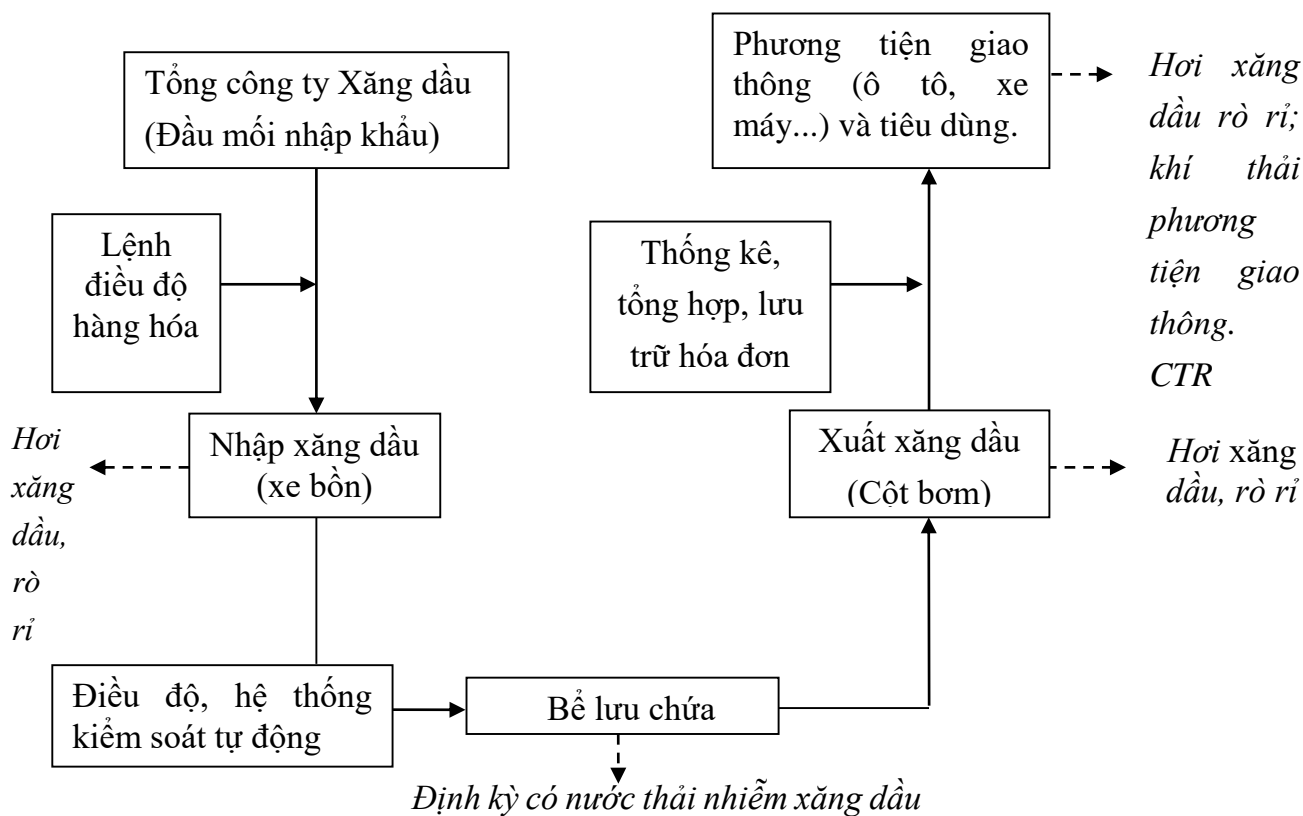 Tổng công ty Xăng dầu
(Đầu mối nhập khẩu)
Lệnh
điều độ
hàng hóa
Nhập xăng dầu
(xe bồn)
Hơi
xăng
dầu,
rò
rỉ
Điều độ, hệ thống
kiểm soát tự động
Bể lưu chứa
Định kỳ có nước thải nhiễm xăng dầu
Phương tiện giao
thông (ô tô, xe
máy...) và tiêu dùng.
Hơi xăng
dầu rò rỉ;
khí thải
phương
tiện giao
thông.
CTR
Thống kê,
tổng hợp, lưu
trữ hóa đơn
Xuất xăng dầu
(Cột bơm)
Hơi xăng
dầu, rò rỉ